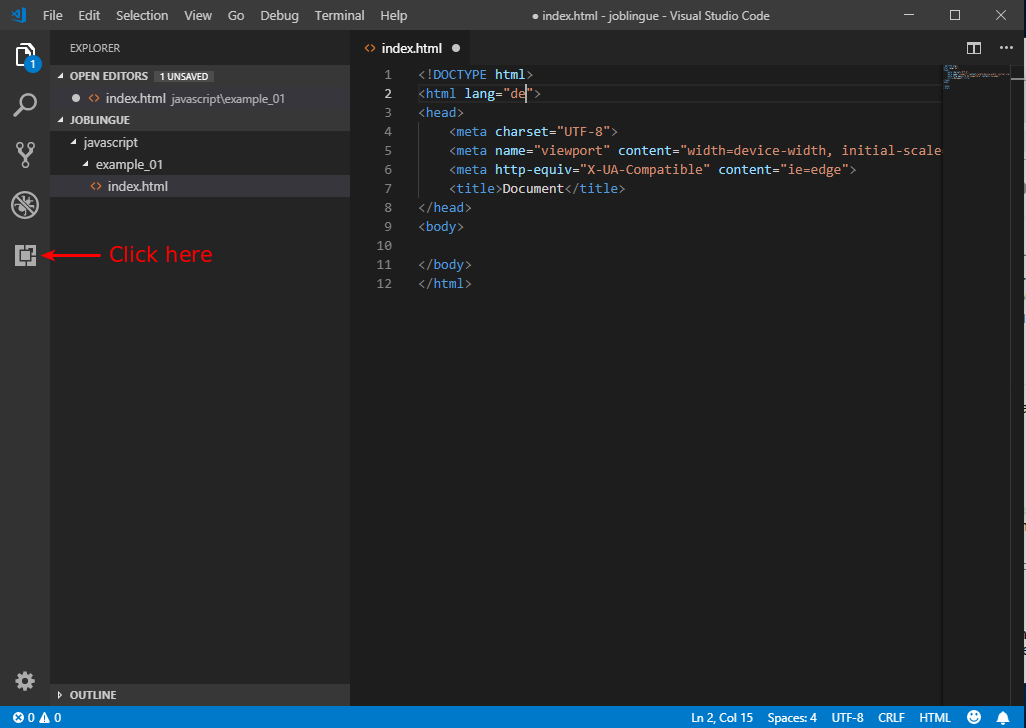 File Edit Selection View Go Debug Terminal Help ● index.html - joblingue - Visual Studio Code
EXPLORER
<> index.html ●
OPEN EDITORS 1 UNSAVED
● <> index.html javascript\example_01
JOBLINGUE
javascript
example_01
<> index.html
1 <!DOCTYPE html>
2 <html lang="de">
3 <head>
4 <meta charset="UTF-8">
5 <meta name="viewport" content="width=device-width, initial-scale=
6 <meta http-equiv="X-UA-Compatible" content="ie=edge">
7 <title>Document</title>
8 </head>
9 <body>
10
11 </body>
12 </html>
1
Click here
OUTLINE
0 0 Ln 2, Col 15 Spaces: 4 UTF-8 CRLF HTML